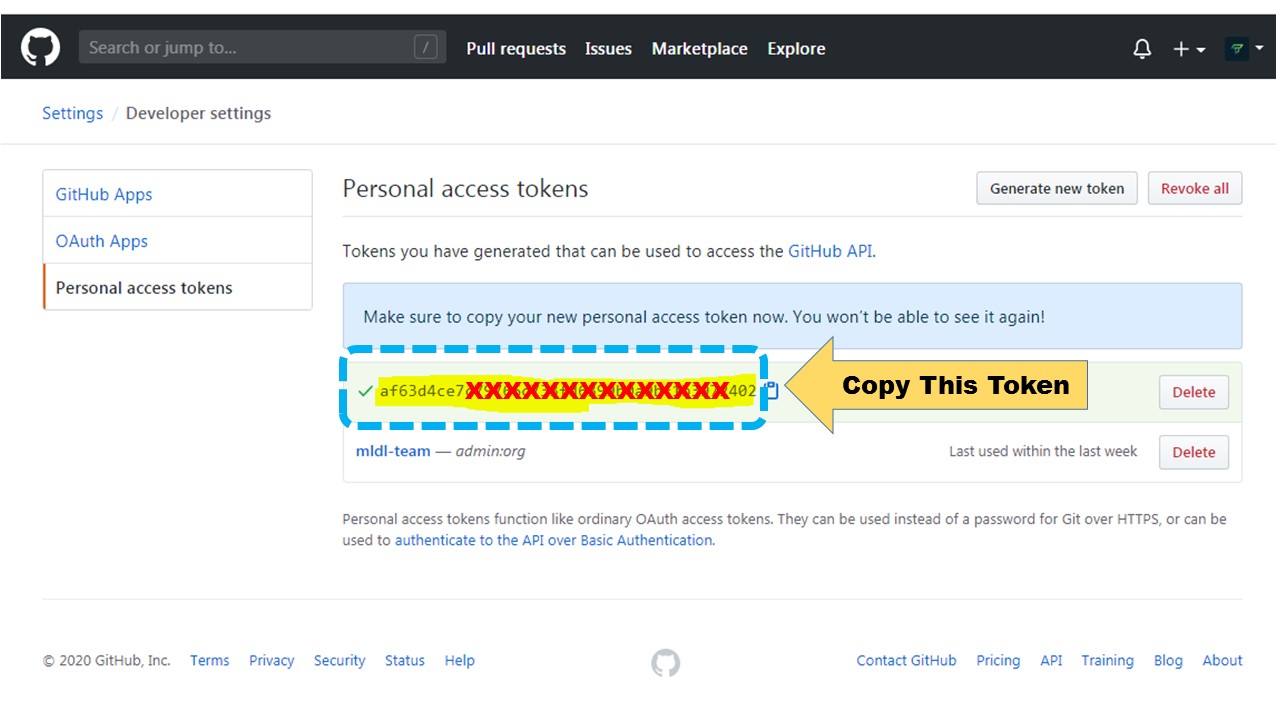 Search or jump to... /
Pull requests Issues Marketplace Explore
Settings / Developer settings
GitHub Apps
OAuth Apps
Personal access tokens
Personal access tokens
Generate new token Revoke all
Tokens you have generated that can be used to access the GitHub API.
Make sure to copy your new personal access token now. You won't be able to see it again!
XXXXXXXXXXXXXX
Copy This Token
Delete
mldl-team — admin:org Last used within the last week Delete
Personal access tokens function like ordinary OAuth access tokens. They can be used instead of a password for Git over HTTPS, or can be
used to authenticate to the API over Basic Authentication.
© 2020 GitHub, Inc. Terms Privacy Security Status Help
Contact GitHub Pricing API Training Blog About